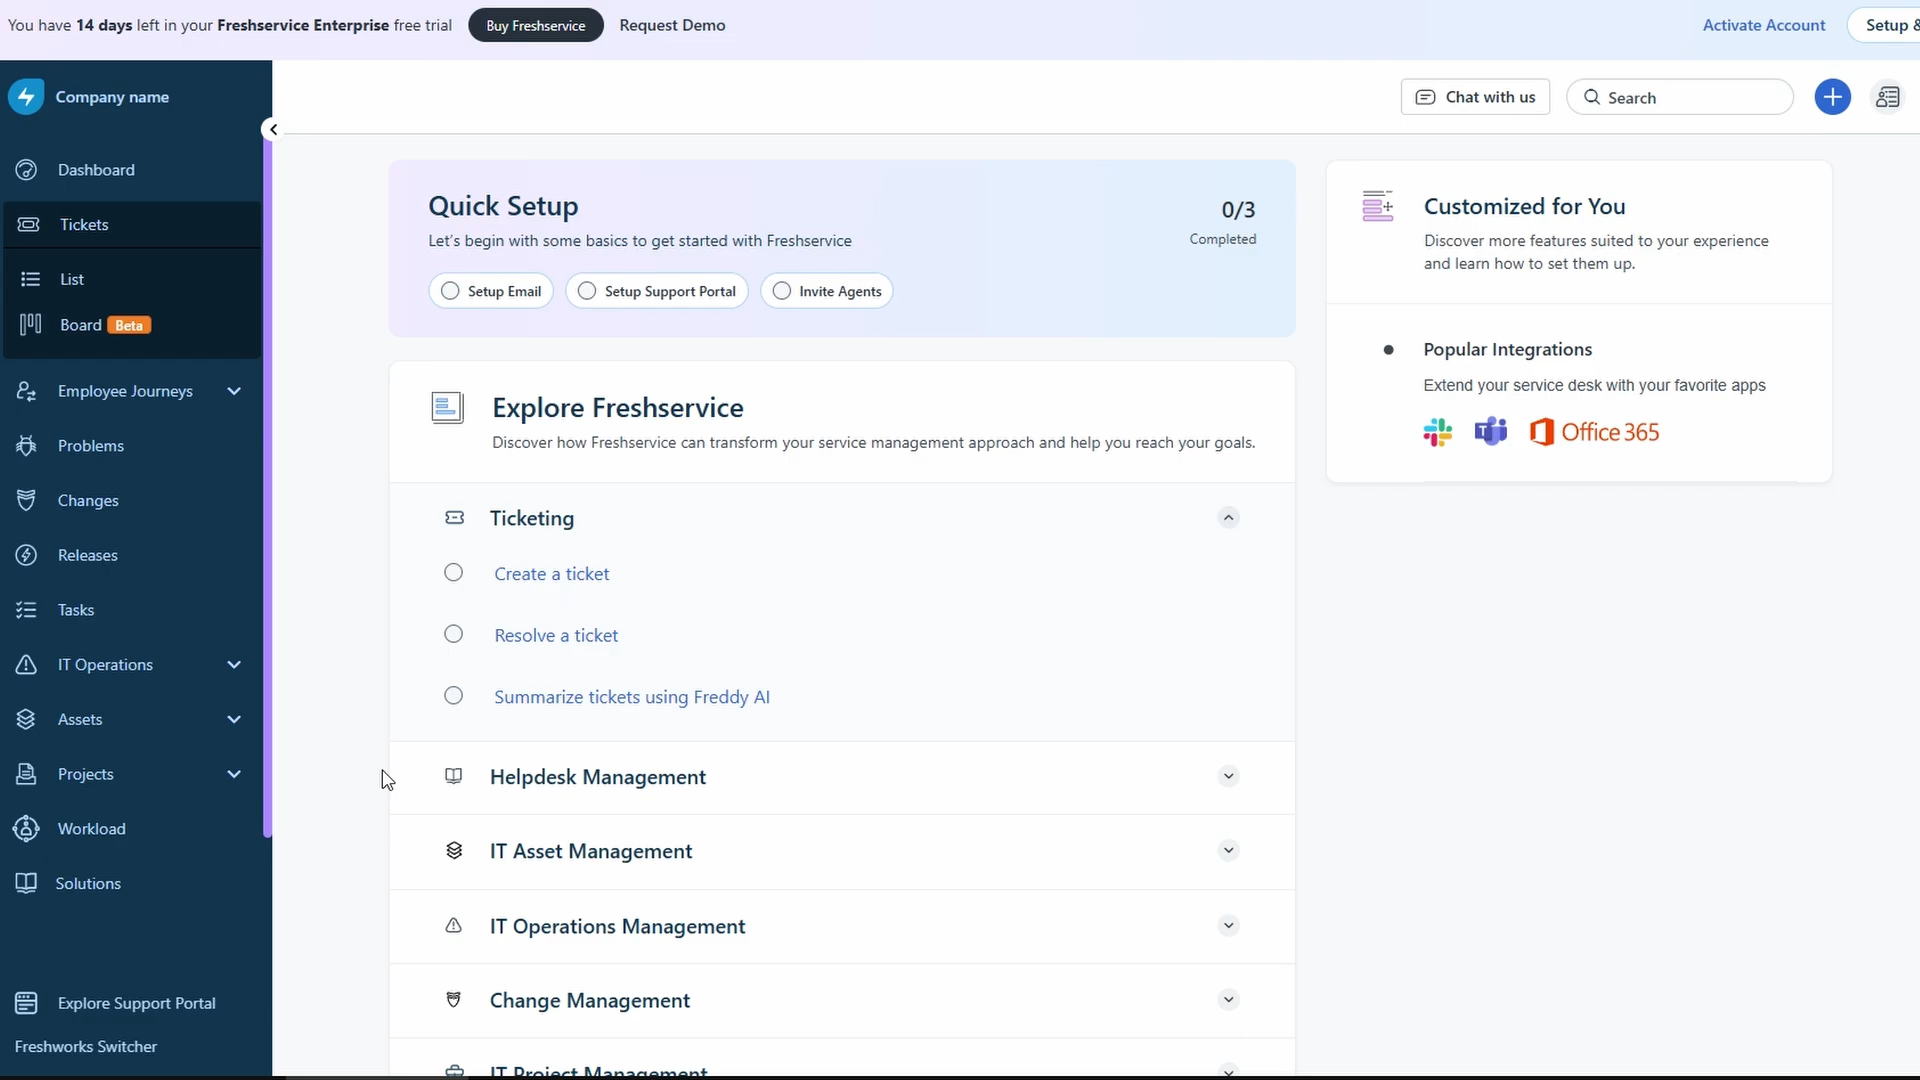 You have 14 days left in your Freshservice Enterprise free trial
Buy Freshservice
Request Demo
Activate Account
Setup &
Company name
Chat with us
Search
Dashboard
Tickets
List
Board Beta
Employee Journeys
Problems
Changes
Releases
Tasks
IT Operations
Assets
Projects
Workload
Solutions
Explore Support Portal
Freshworks Switcher
Quick Setup
Let's begin with some basics to get started with Freshservice
0/3
Completed
Setup Email
Setup Support Portal
Invite Agents
Explore Freshservice
Discover how Freshservice can transform your service management approach and help you reach your goals.
Ticketing
Create a ticket
Resolve a ticket
Summarize tickets using Freddy AI
Helpdesk Management
IT Asset Management
IT Operations Management
Change Management
IT Project Management
Customized for You
Discover more features suited to your experience
and learn how to set them up.
Popular Integrations
Extend your service desk with your favorite apps
Office 365